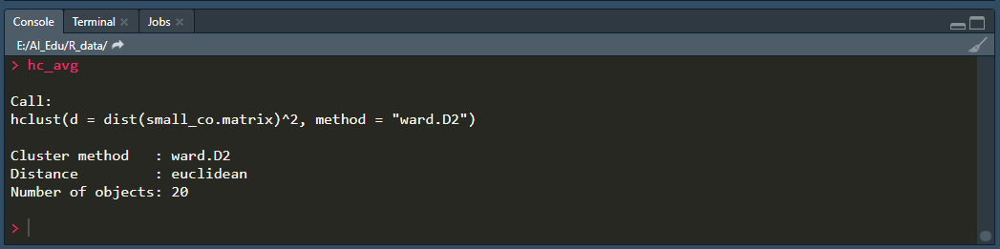 Console Terminal Jobs
E:/AI_Edu/R_data/
> hc_avg
Call:
hclust(d = dist(small_co.matrix)^2, method = "ward.D2")
Cluster method   : ward.D2
Distance         : euclidean
Number of objects: 20
>